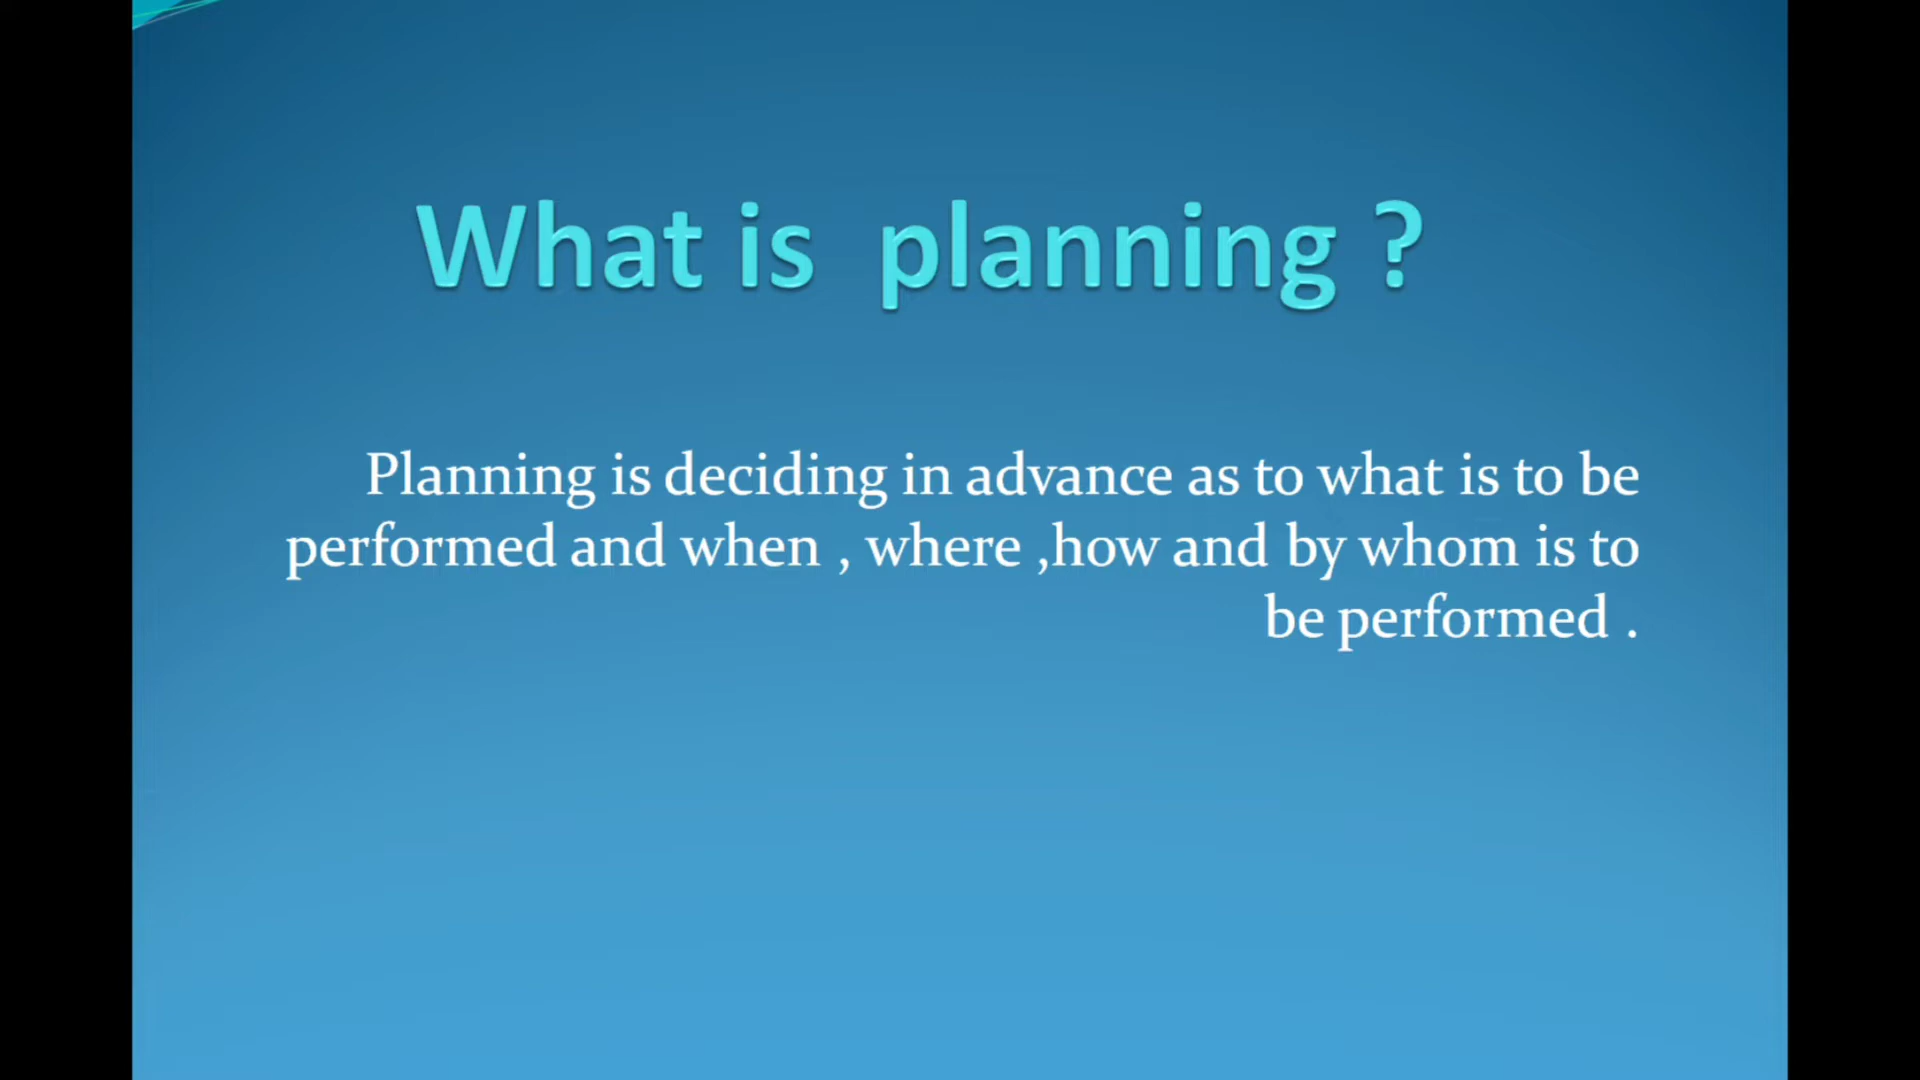 What is  planning ?
Planning is deciding in advance as to what is to be
performed and when , where ,how and by whom is to
be performed .